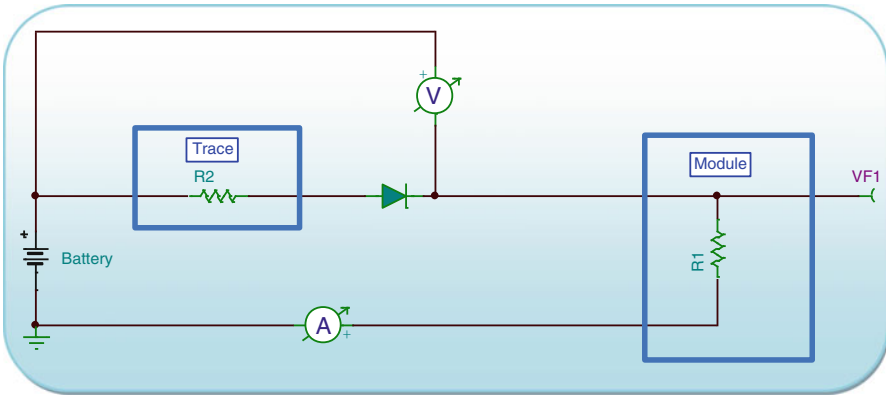 +
V
Trace
R2
Module
VF1
+
Battery
R1
A
+